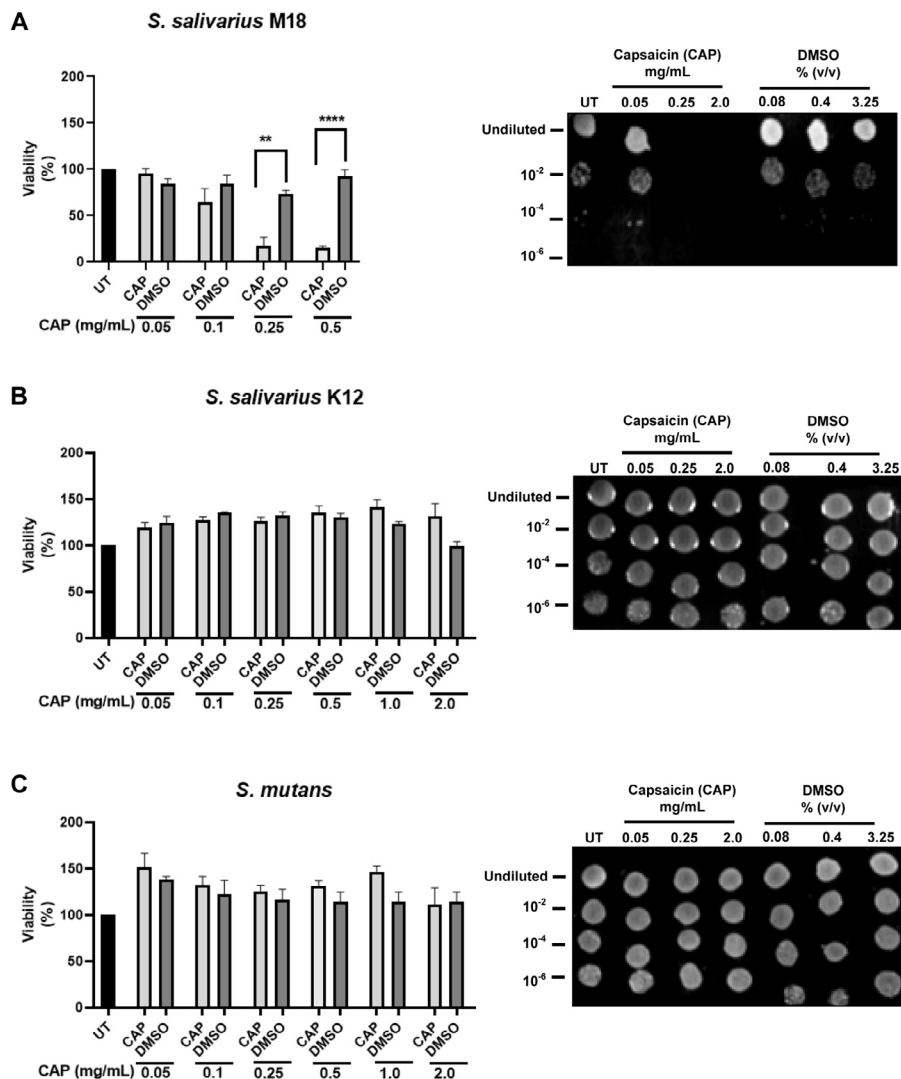 A
S. salivarius M18
Viability
(%)
200
150
100
50
0
**
****
UT
CAP
DMSO
CAP
DMSO
CAP
DMSO
CAP
DMSO
CAP (mg/mL) 0.05 0.1 0.25 0.5
Capsaicin (CAP)
mg/mL
DMSO
% (v/v)
UT 0.05 0.25 2.0 0.08 0.4 3.25
Undiluted
10-2
10-4
10-6
B
S. salivarius K12
Viability
(%)
200
150
100
50
0
UT
CAP
DMSO
CAP
DMSO
CAP
DMSO
CAP
DMSO
CAP
DMSO
CAP
DMSO
CAP (mg/mL) 0.05 0.1 0.25 0.5 1.0 2.0
Capsaicin (CAP)
mg/mL
DMSO
% (v/v)
UT 0.05 0.25 2.0 0.08 0.4 3.25
Undiluted
10-2
10-4
10-6
C
S. mutans
Viability
(%)
200
150
100
50
0
UT
CAP
DMSO
CAP
DMSO
CAP
DMSO
CAP
DMSO
CAP
DMSO
CAP
DMSO
CAP (mg/mL) 0.05 0.1 0.25 0.5 1.0 2.0
Capsaicin (CAP)
mg/mL
DMSO
% (v/v)
UT 0.05 0.25 2.0 0.08 0.4 3.25
Undiluted
10-2
10-4
10-6